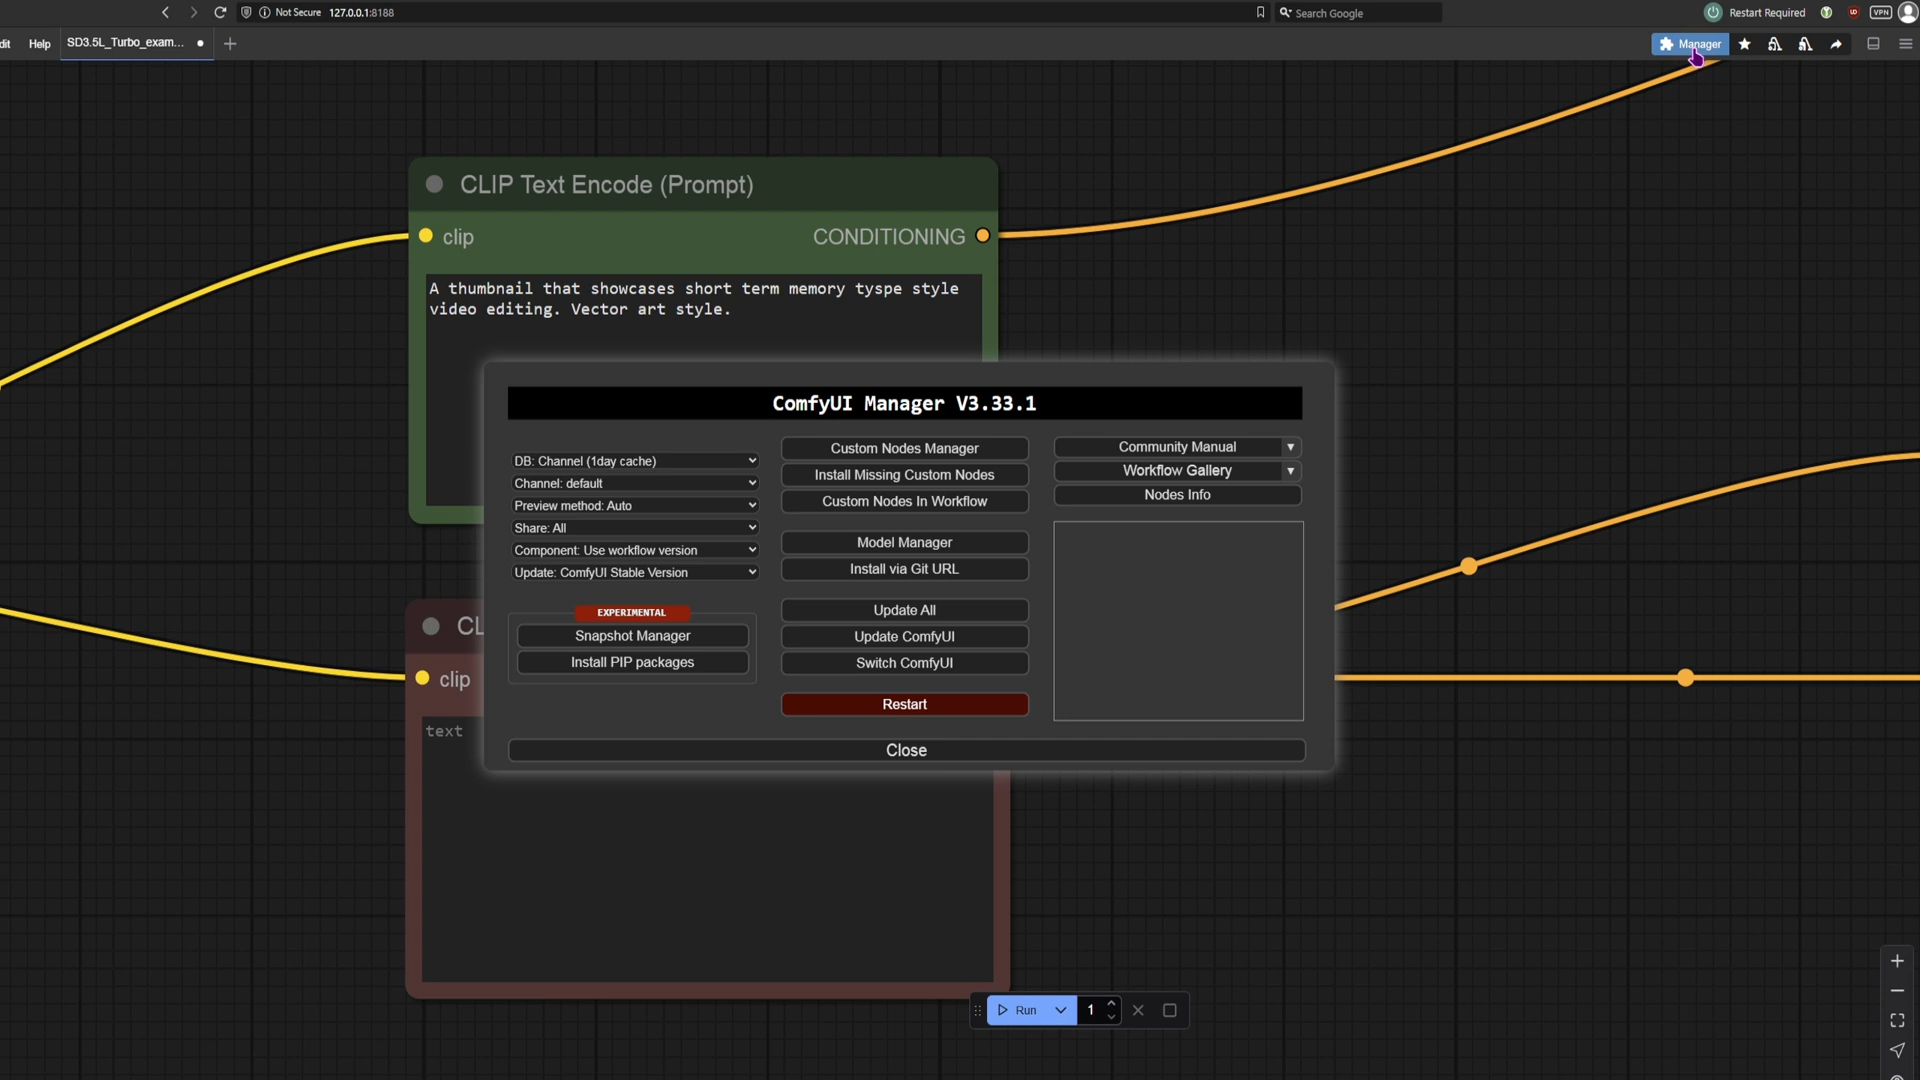 Not Secure 127.0.0.1:8188
Search Google
Restart Required
VPN
dit Help SD3.5L_Turbo_exam...
Manager
CLIP Text Encode (Prompt)
clip CONDITIONING
A thumbnail that showcases short term memory tyspe style
video editing. Vector art style.
ComfyUI Manager V3.33.1
DB: Channel (1day cache)
Channel: default
Preview method: Auto
Share: All
Component: Use workflow version
Update: ComfyUI Stable Version
EXPERIMENTAL
Snapshot Manager
Install PIP packages
Custom Nodes Manager
Install Missing Custom Nodes
Custom Nodes In Workflow
Model Manager
Install via Git URL
Update All
Update ComfyUI
Switch ComfyUI
Restart
Community Manual
Workflow Gallery
Nodes Info
Close
CL
clip
text
Run 1